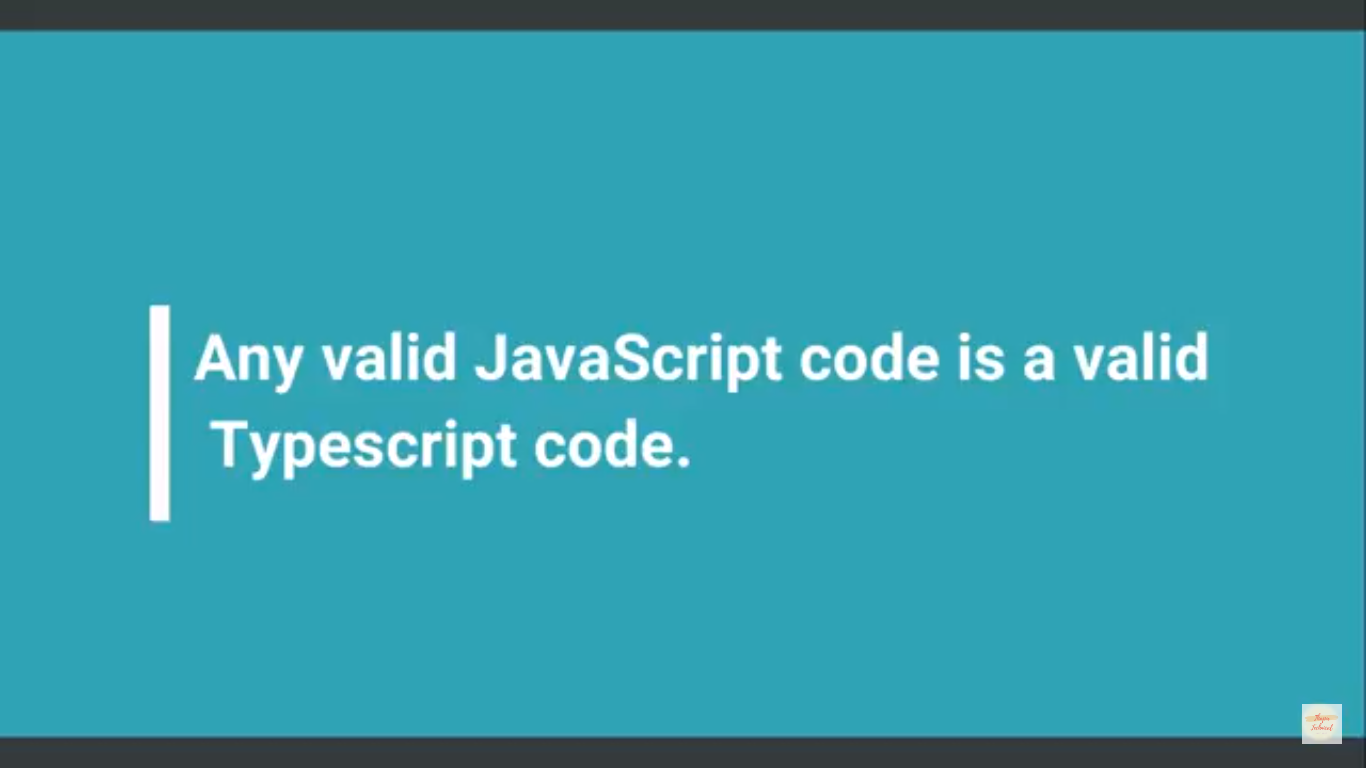 Any valid JavaScript code is a valid
Typescript code.